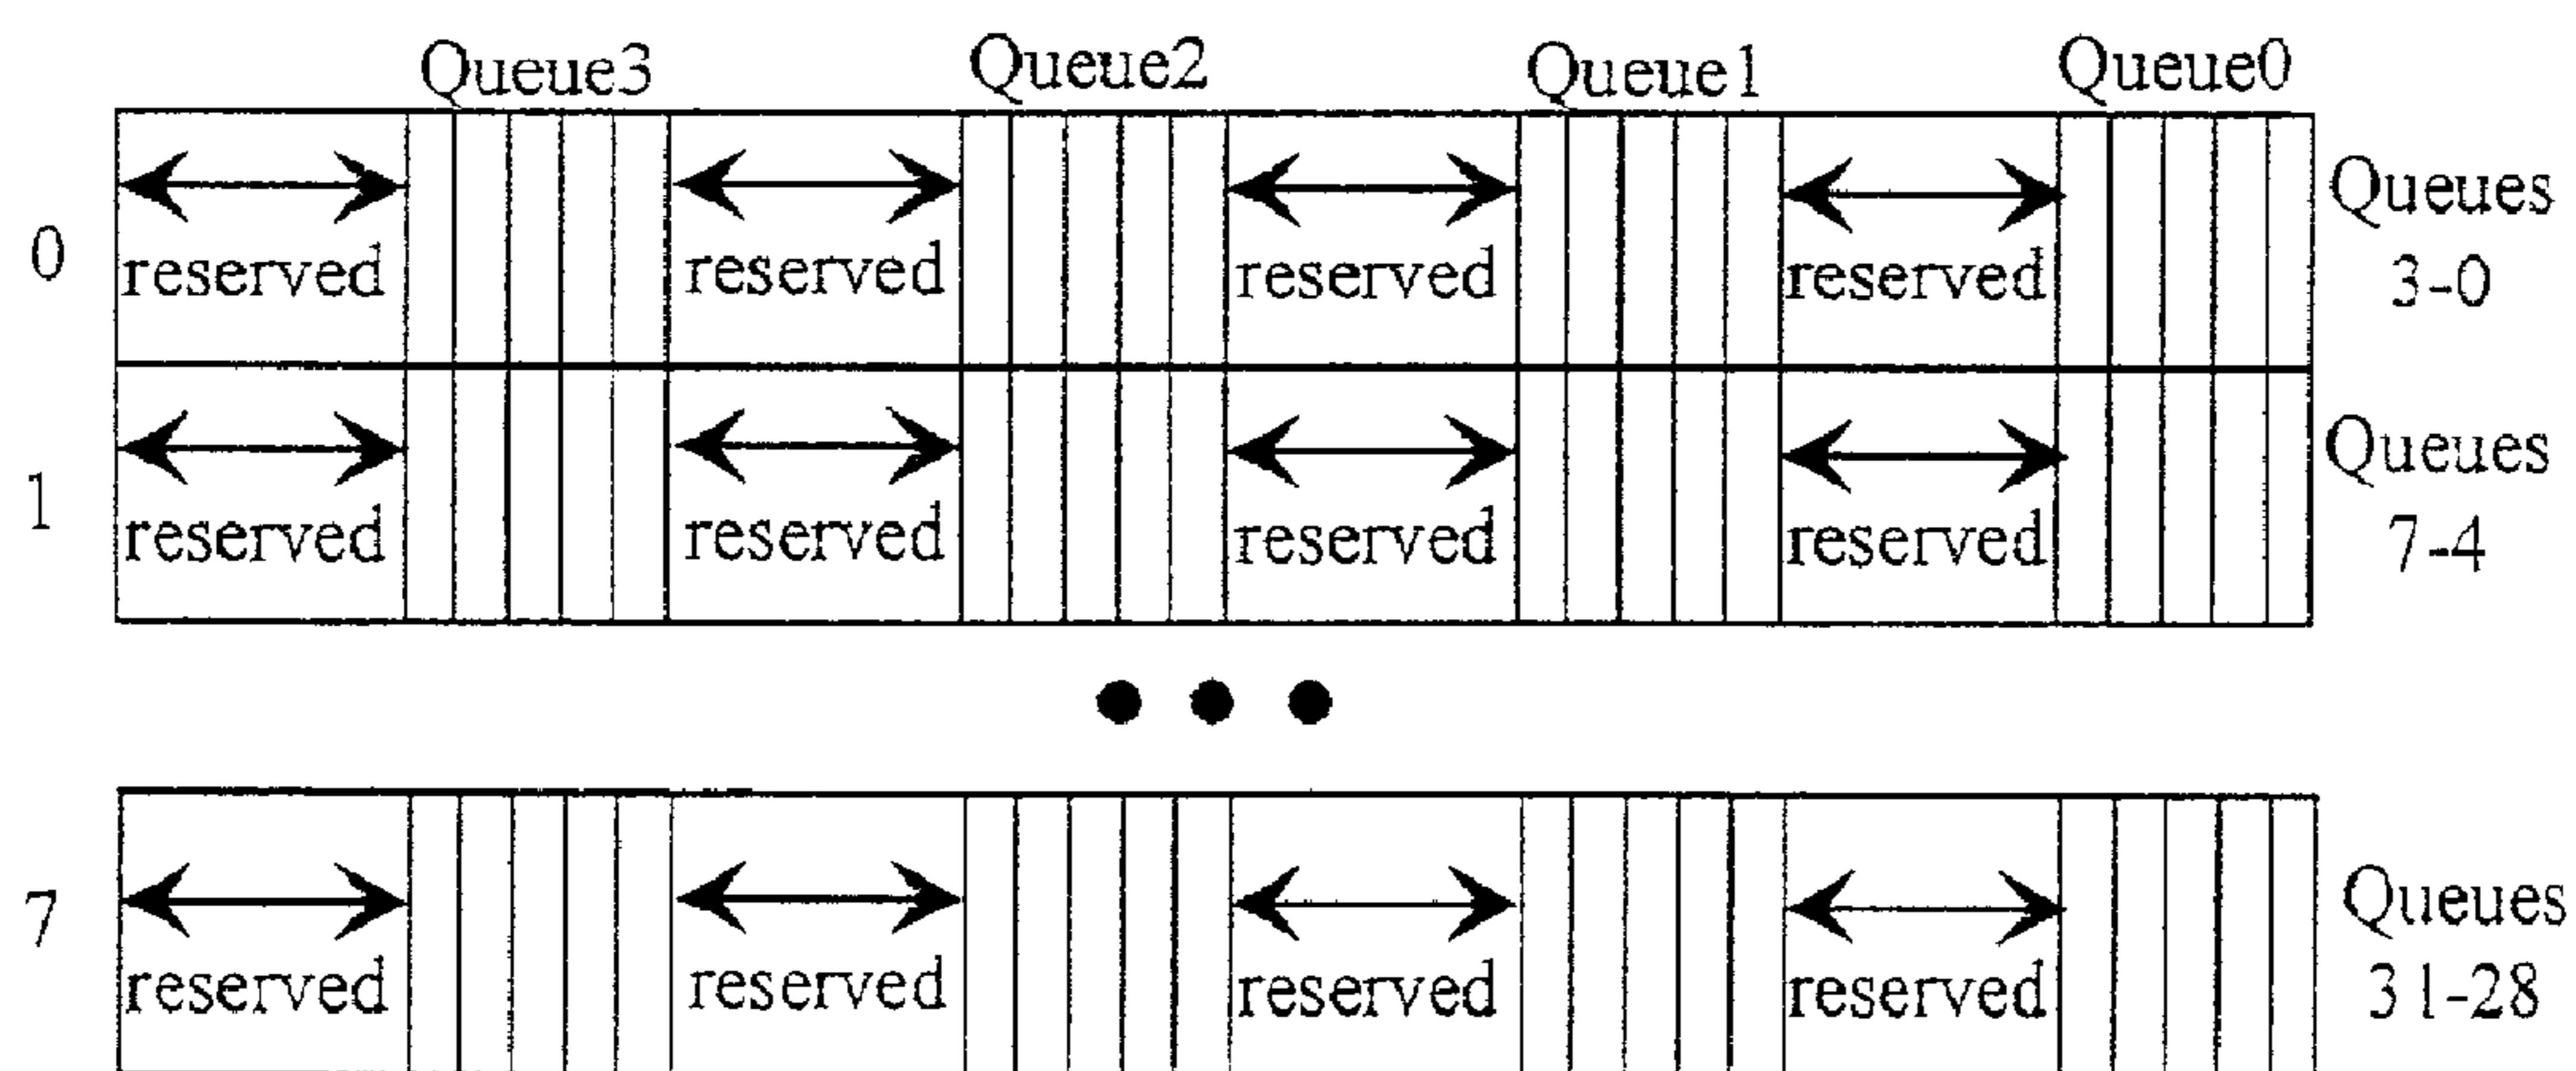 Queue3 Queue2 Queue1 Queue0
0 reserved reserved reserved reserved Queues
3-0
1 reserved reserved reserved reserved Queues
7-4
7 reserved reserved reserved reserved Queues
31-28